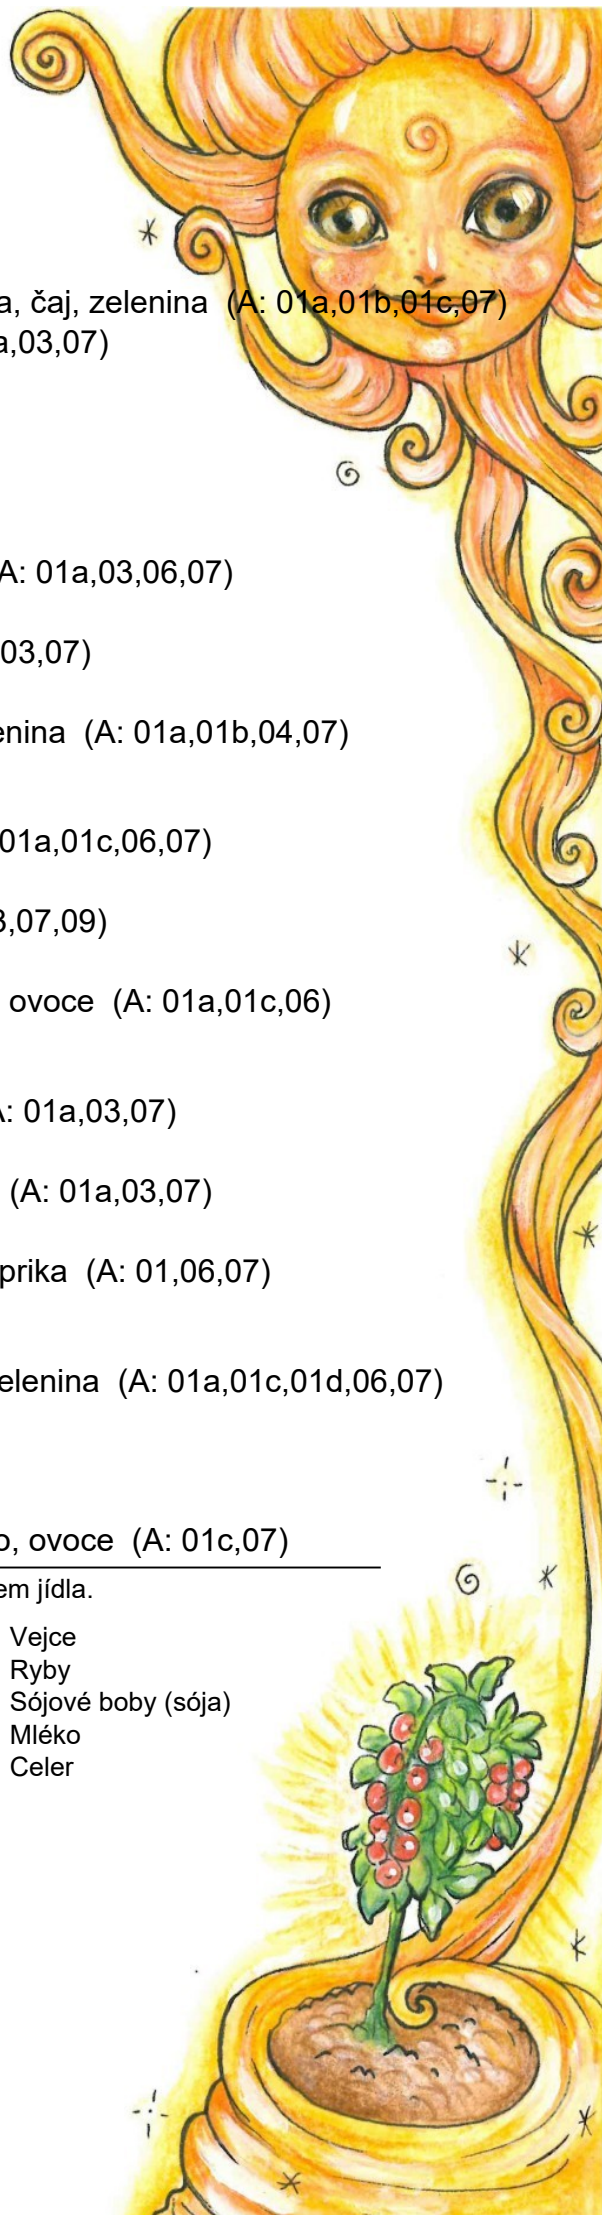 a, čaj, zelenina (A: 01a,01b,01c,07)
a,03,07)
A: 01a,03,06,07)
03,07)
enina (A: 01a,01b,04,07)
01a,01c,06,07)
3,07,09)
ovoce (A: 01a,01c,06)
A: 01a,03,07)
(A: 01a,03,07)
prika (A: 01,06,07)
elenina (A: 01a,01c,01d,06,07)
o, ovoce (A: 01c,07)
em jídla.
Vejce
Ryby
Sójové boby (sója)
Mléko
Celer